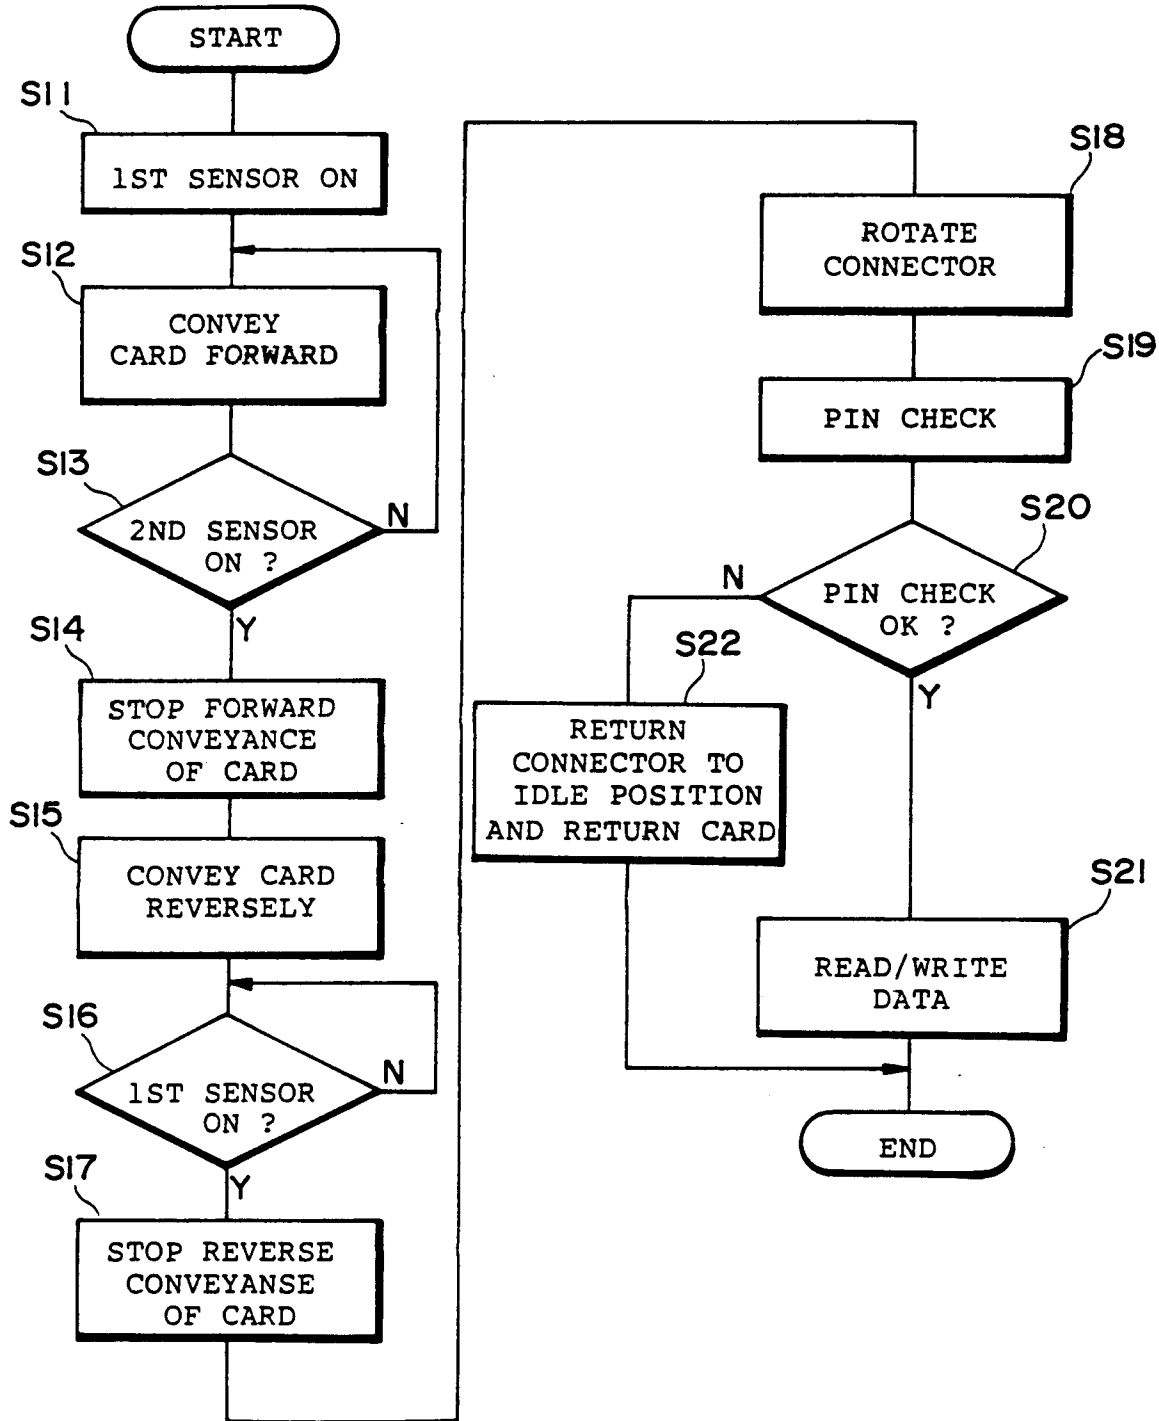 START
S11
1ST SENSOR ON
S12
CONVEY
CARD FORWARD
S13
2ND SENSOR
ON ?
N
Y
S14
STOP FORWARD
CONVEYANCE
OF CARD
S15
CONVEY CARD
REVERSELY
S16
1ST SENSOR
ON ?
N
Y
S17
STOP REVERSE
CONVEYANSE
OF CARD
S18
ROTATE
CONNECTOR
S19
PIN CHECK
S20
PIN CHECK
OK ?
N
Y
S22
RETURN
CONNECTOR TO
IDLE POSITION
AND RETURN CARD
S21
READ/WRITE
DATA
END